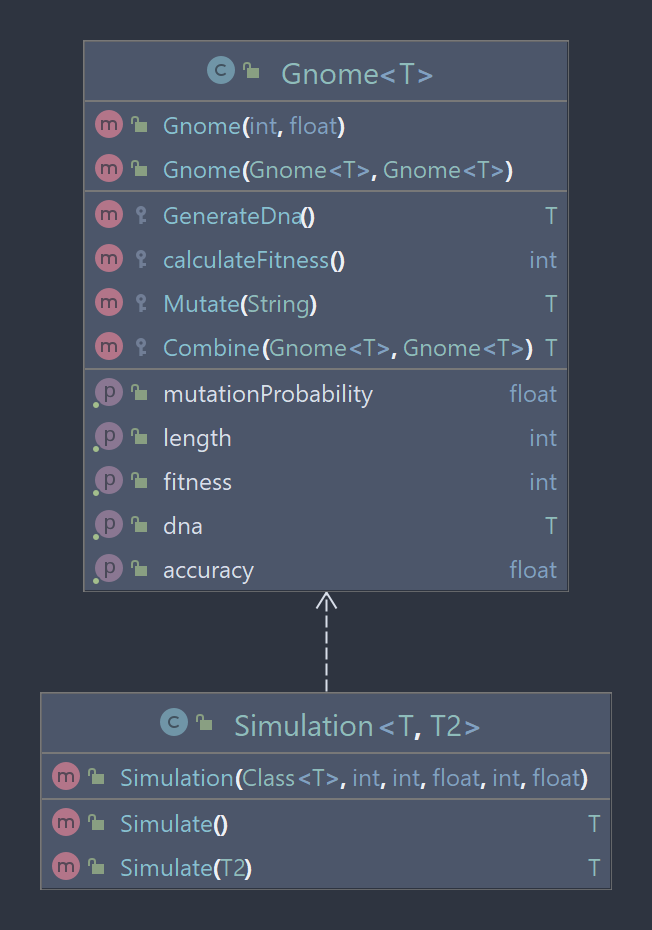 C Gnome<T>
m Gnome(int, float)
m Gnome(Gnome<T>, Gnome<T>)
m GenerateDna() T
m calculateFitness() int
m Mutate(String) T
m Combine(Gnome<T>, Gnome<T>) T
p mutationProbability float
p length int
p fitness int
p dna T
p accuracy float
C Simulation<T, T2>
m Simulation(Class<T>, int, int, float, int, float)
m Simulate() T
m Simulate(T2) T